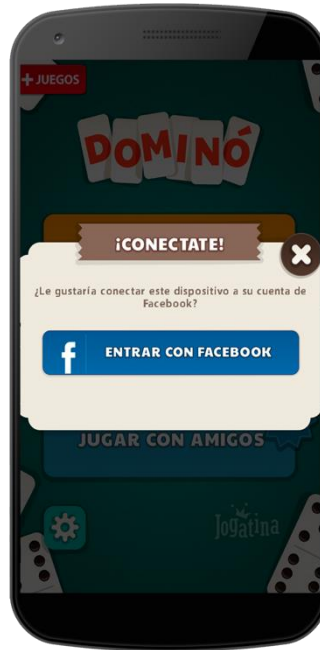 + JUEGOS
DOMINÓ
¡CONECTATE!
¿Le gustaría conectar este dispositivo a su cuenta de
Facebook?
f
ENTRAR CON FACEBOOK
JUGAR CON AMIGOS
Jogatina